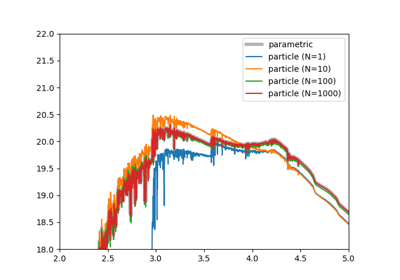 22.0
21.5
21.0
20.5
20.0
19.5
19.0
18.5
18.0
2.0 2.5 3.0 3.5 4.0 4.5 5.0
parametric
particle (N=1)
particle (N=10)
particle (N=100)
particle (N=1000)